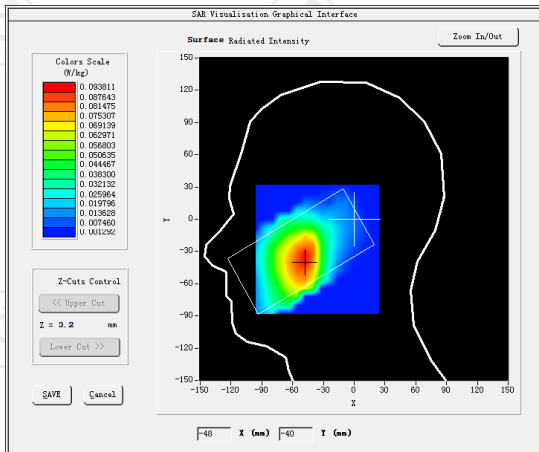 SAR Visualisation Graphical Interface
Surface Radiated Intensity
Zoom In/Out
Colors Scale
(W/kg)
0.093811
0.087643
0.081475
0.075307
0.069139
0.062971
0.056803
0.050635
0.044467
0.038300
0.032132
0.025964
0.019796
0.013628
0.007460
0.001292
Z-Cuts Control
<< Upper Cut
Z = 0.2 mm
Lower Cut >>
SAVE Cancel
150
120
90
60
30
0
-30
-60
-90
-120
-150
Y
-150 -120 -90 -60 -30 0 30 60 90 120 150
X
-48 X (mm) -40 Y (mm)